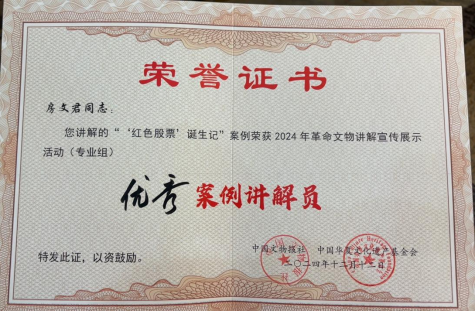 荣誉证书
房文君同志：
您讲解的“‘红色股票’诞生记”案例荣获2024年革命文物讲解宣传展示
活动（专业组）
优秀案例讲解员
特发此证，以资鼓励。
中国文物报社 中国华夏文化遗产基金会
二〇二四年十二月十二日